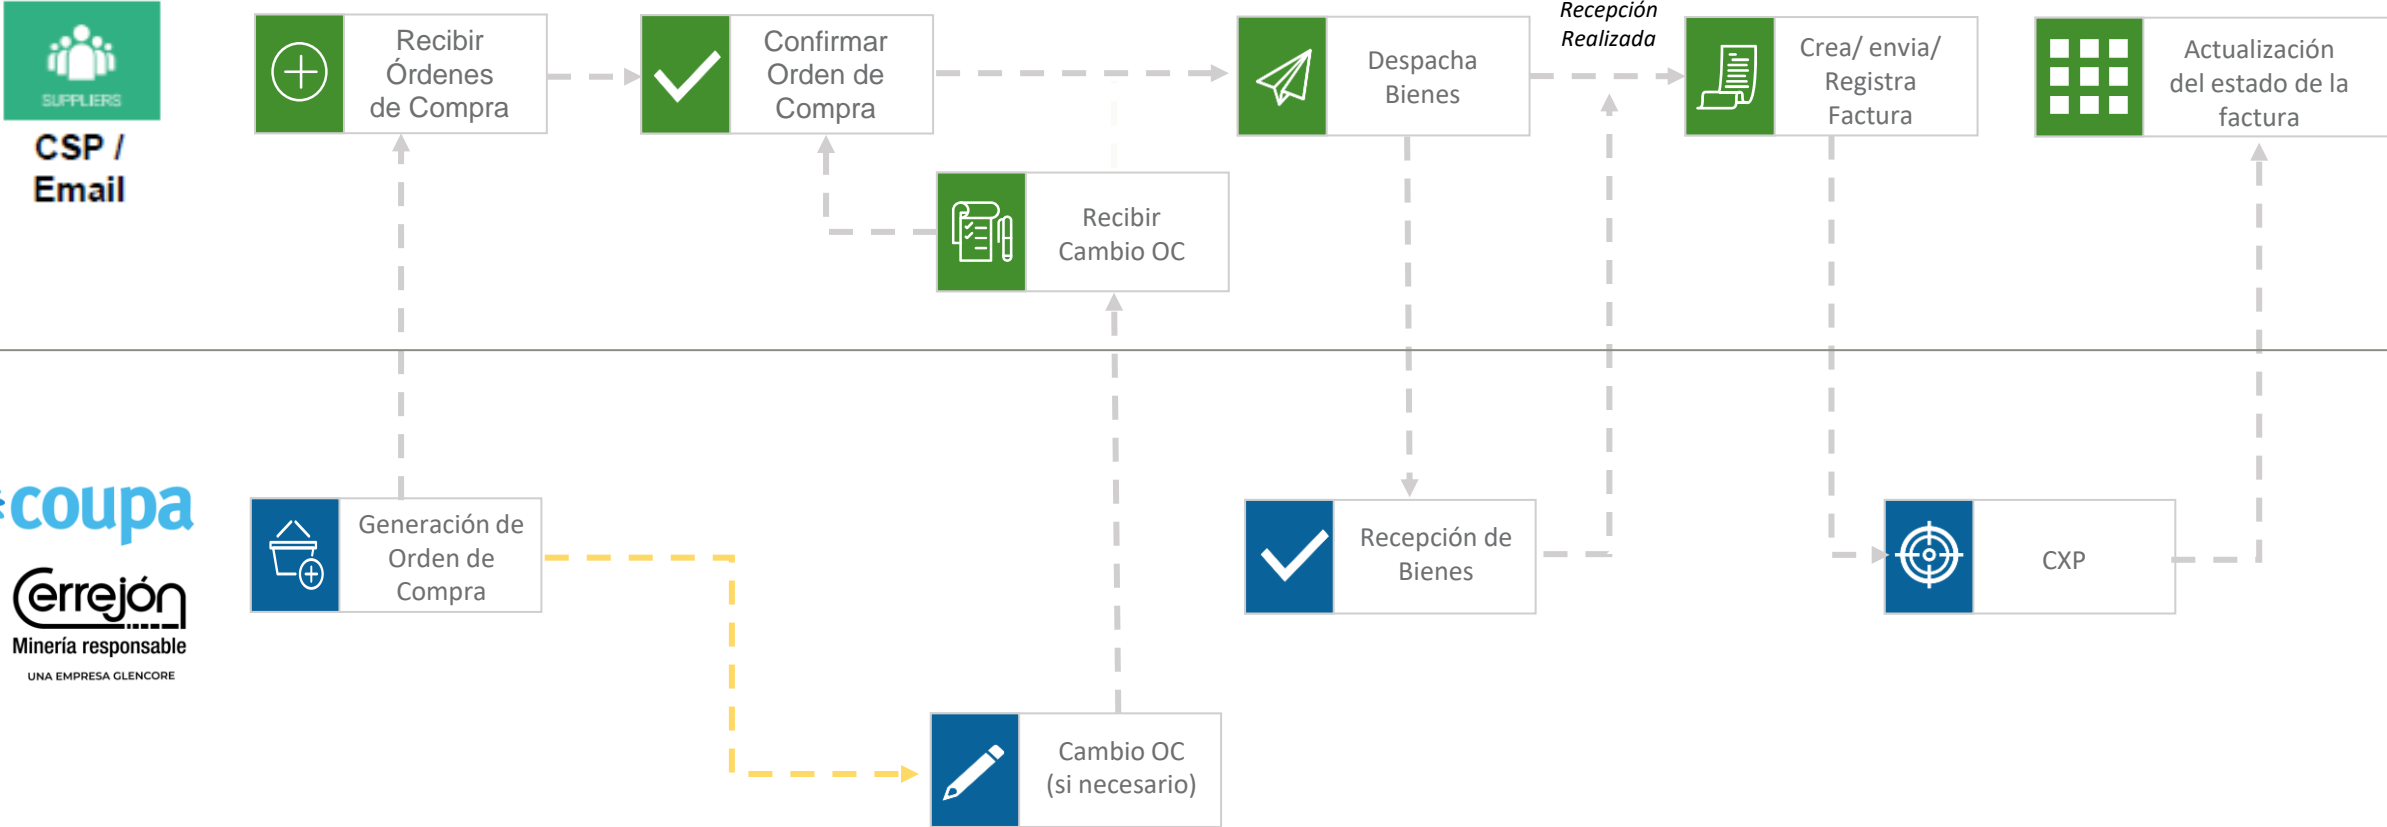 SUPPLIERS
CSP /
Email
Recibir
Órdenes
de Compra
Confirmar
Orden de
Compra
Despacha
Bienes
Recepción
Realizada
Crea/ envia/
Registra
Factura
Actualización
del estado de la
factura
Recibir
Cambio OC
coupa
Cerrejón
Minería responsable
UNA EMPRESA GLENCORE
Generación de
Orden de
Compra
Recepción de
Bienes
CXP
Cambio OC
(si necesario)